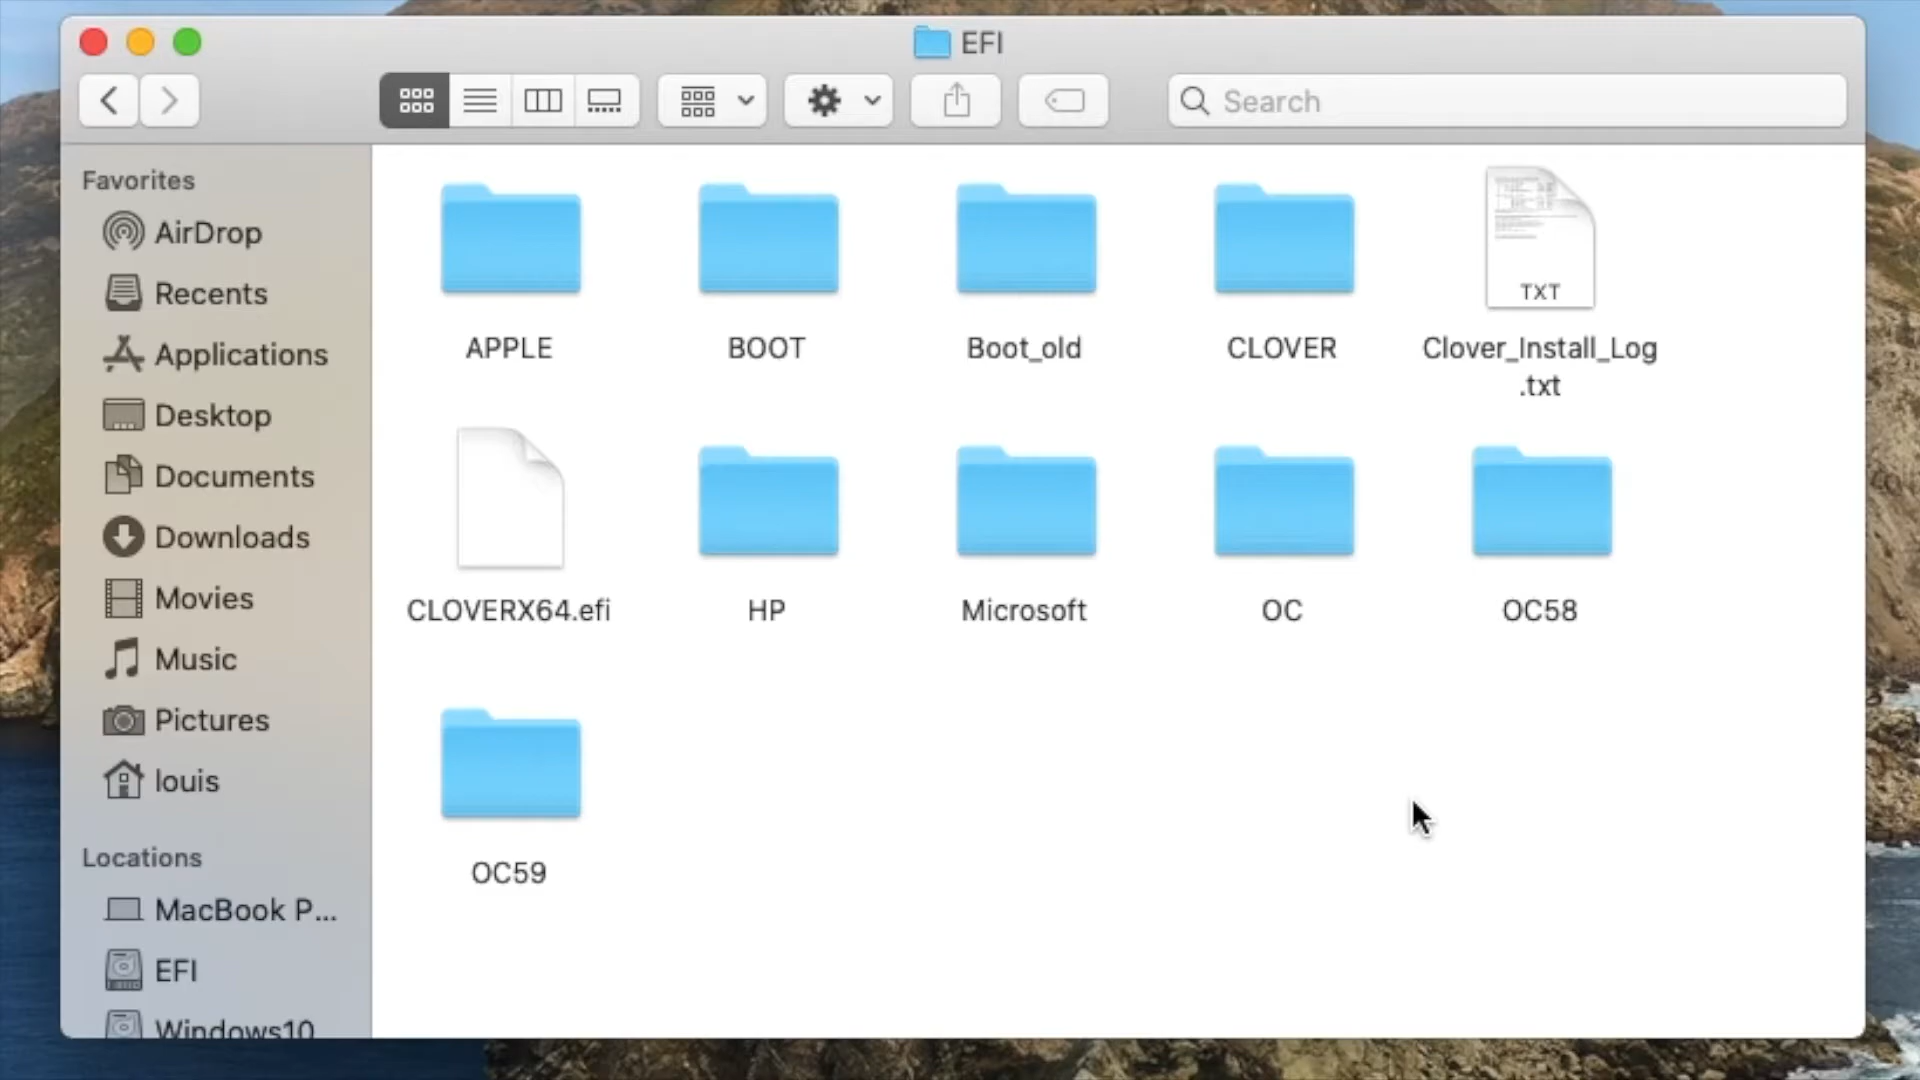 EFI
Search
Favorites
AirDrop
Recents
Applications
Desktop
Documents
Downloads
Movies
Music
Pictures
louis
Locations
MacBook P...
EFI
Windows10
APPLE
BOOT
Boot_old
CLOVER
TXT
Clover_Install_Log
.txt
CLOVERX64.efi
HP
Microsoft
OC
OC58
OC59